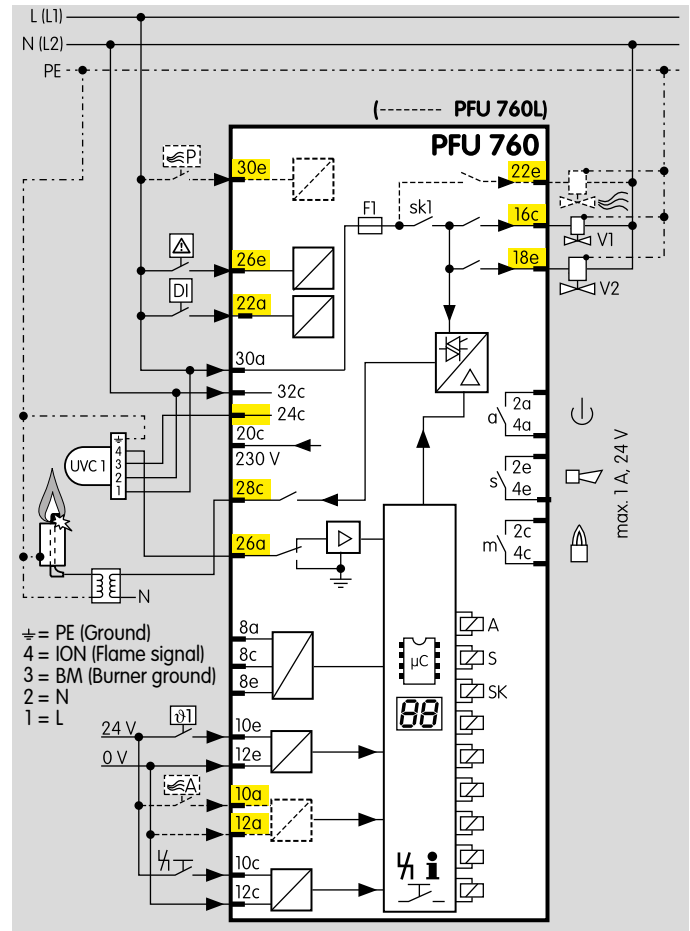 L (L1)
N (L2)
PE
(------- PFU 760L)
PFU 760
P
30e
22e
F1
sk1
16c
V1
26e
18e
V2
DI
22a
30a
32c
24c
20c
230 V
UVC 1
4
3
2
1
28c
26a
N
2a
4a
a
2e
4e
s
2c
4c
m
max. 1 A, 24 V
= PE (Ground)
4 = ION (Flame signal)
3 = BM (Burner ground)
2 = N
1 = L
8a
8c
8e
µC
88
A
S
SK
ϑ1
24 V
0 V
10e
12e
A
10a
12a
10c
12c
i